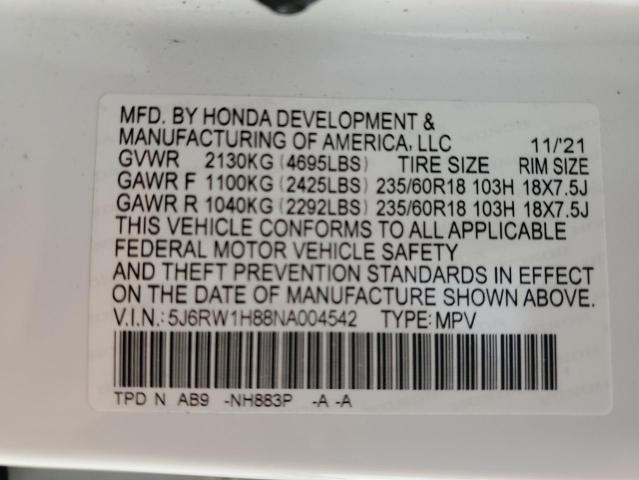 MFD. BY HONDA DEVELOPMENT &
MANUFACTURING OF AMERICA, LLC 11/'21
GVWR 2130KG (4695LBS) TIRE SIZE RIM SIZE
GAWR F 1100KG (2425LBS) 235/60R18 103H 18X7.5J
GAWR R 1040KG (2292LBS) 235/60R18 103H 18X7.5J
THIS VEHICLE CONFORMS TO ALL APPLICABLE
FEDERAL MOTOR VEHICLE SAFETY
AND THEFT PREVENTION STANDARDS IN EFFECT
ON THE DATE OF MANUFACTURE SHOWN ABOVE.
V.I.N.: 5J6RW1H88NA004542 TYPE: MPV
TPD N AB9 -NH883P -A -A